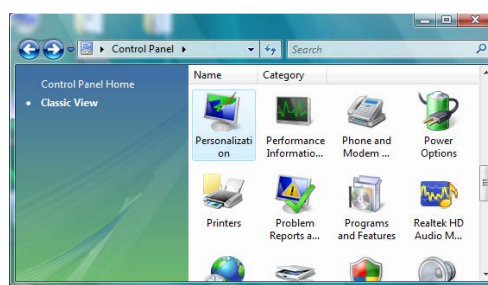 Control Panel
Search
Control Panel Home
Classic View
Name Category
Personalizati
on
Performance
Informatio...
Phone and
Modem ...
Power
Options
Printers
Problem
Reports a...
Programs
and Features
Realtek HD
Audio M...